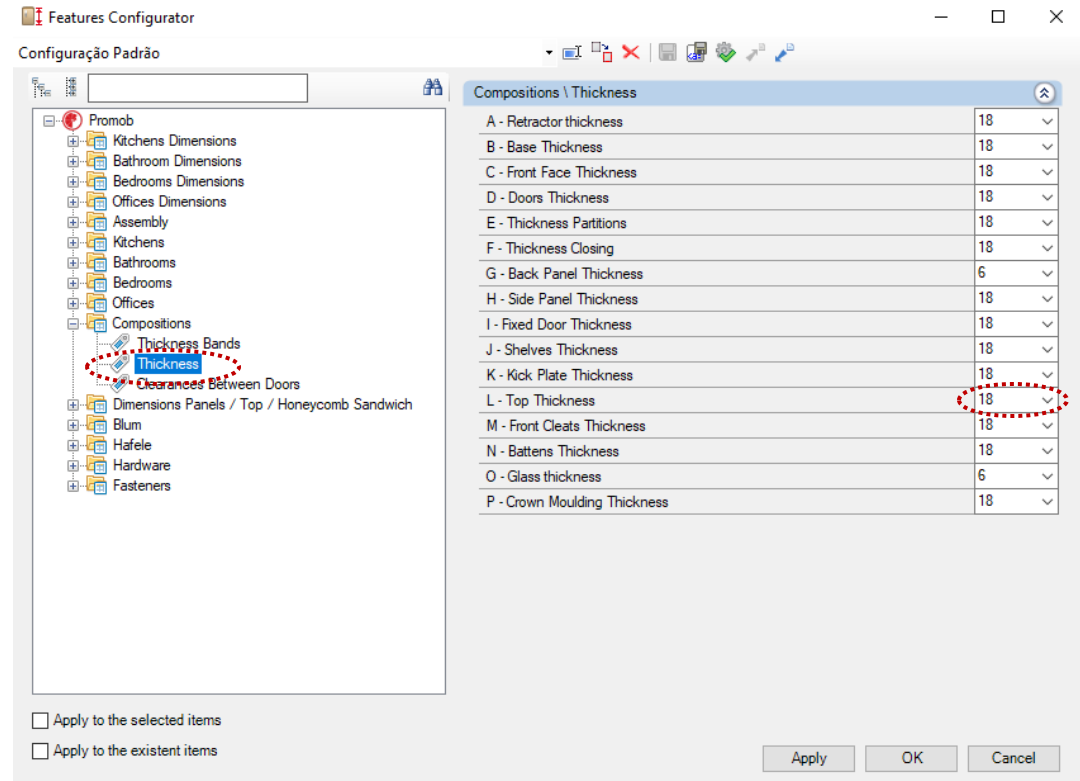 Features Configurator
Configuração Padrão
Compositions \ Thickness
Promob
Kitchens Dimensions
Bathroom Dimensions
Bedrooms Dimensions
Offices Dimensions
Assembly
Kitchens
Bathrooms
Bedrooms
Offices
Compositions
Thickness Bands
Thickness
Clearances Between Doors
Dimensions Panels / Top / Honeycomb Sandwich
Blum
Hafele
Hardware
Fasteners
A - Retractor thickness 18
B - Base Thickness 18
C - Front Face Thickness 18
D - Doors Thickness 18
E - Thickness Partitions 18
F - Thickness Closing 18
G - Back Panel Thickness 6
H - Side Panel Thickness 18
I - Fixed Door Thickness 18
J - Shelves Thickness 18
K - Kick Plate Thickness 18
L - Top Thickness 18
M - Front Cleats Thickness 18
N - Battens Thickness 18
O - Glass thickness 6
P - Crown Moulding Thickness 18
Apply to the selected items
Apply to the existent items
Apply OK Cancel